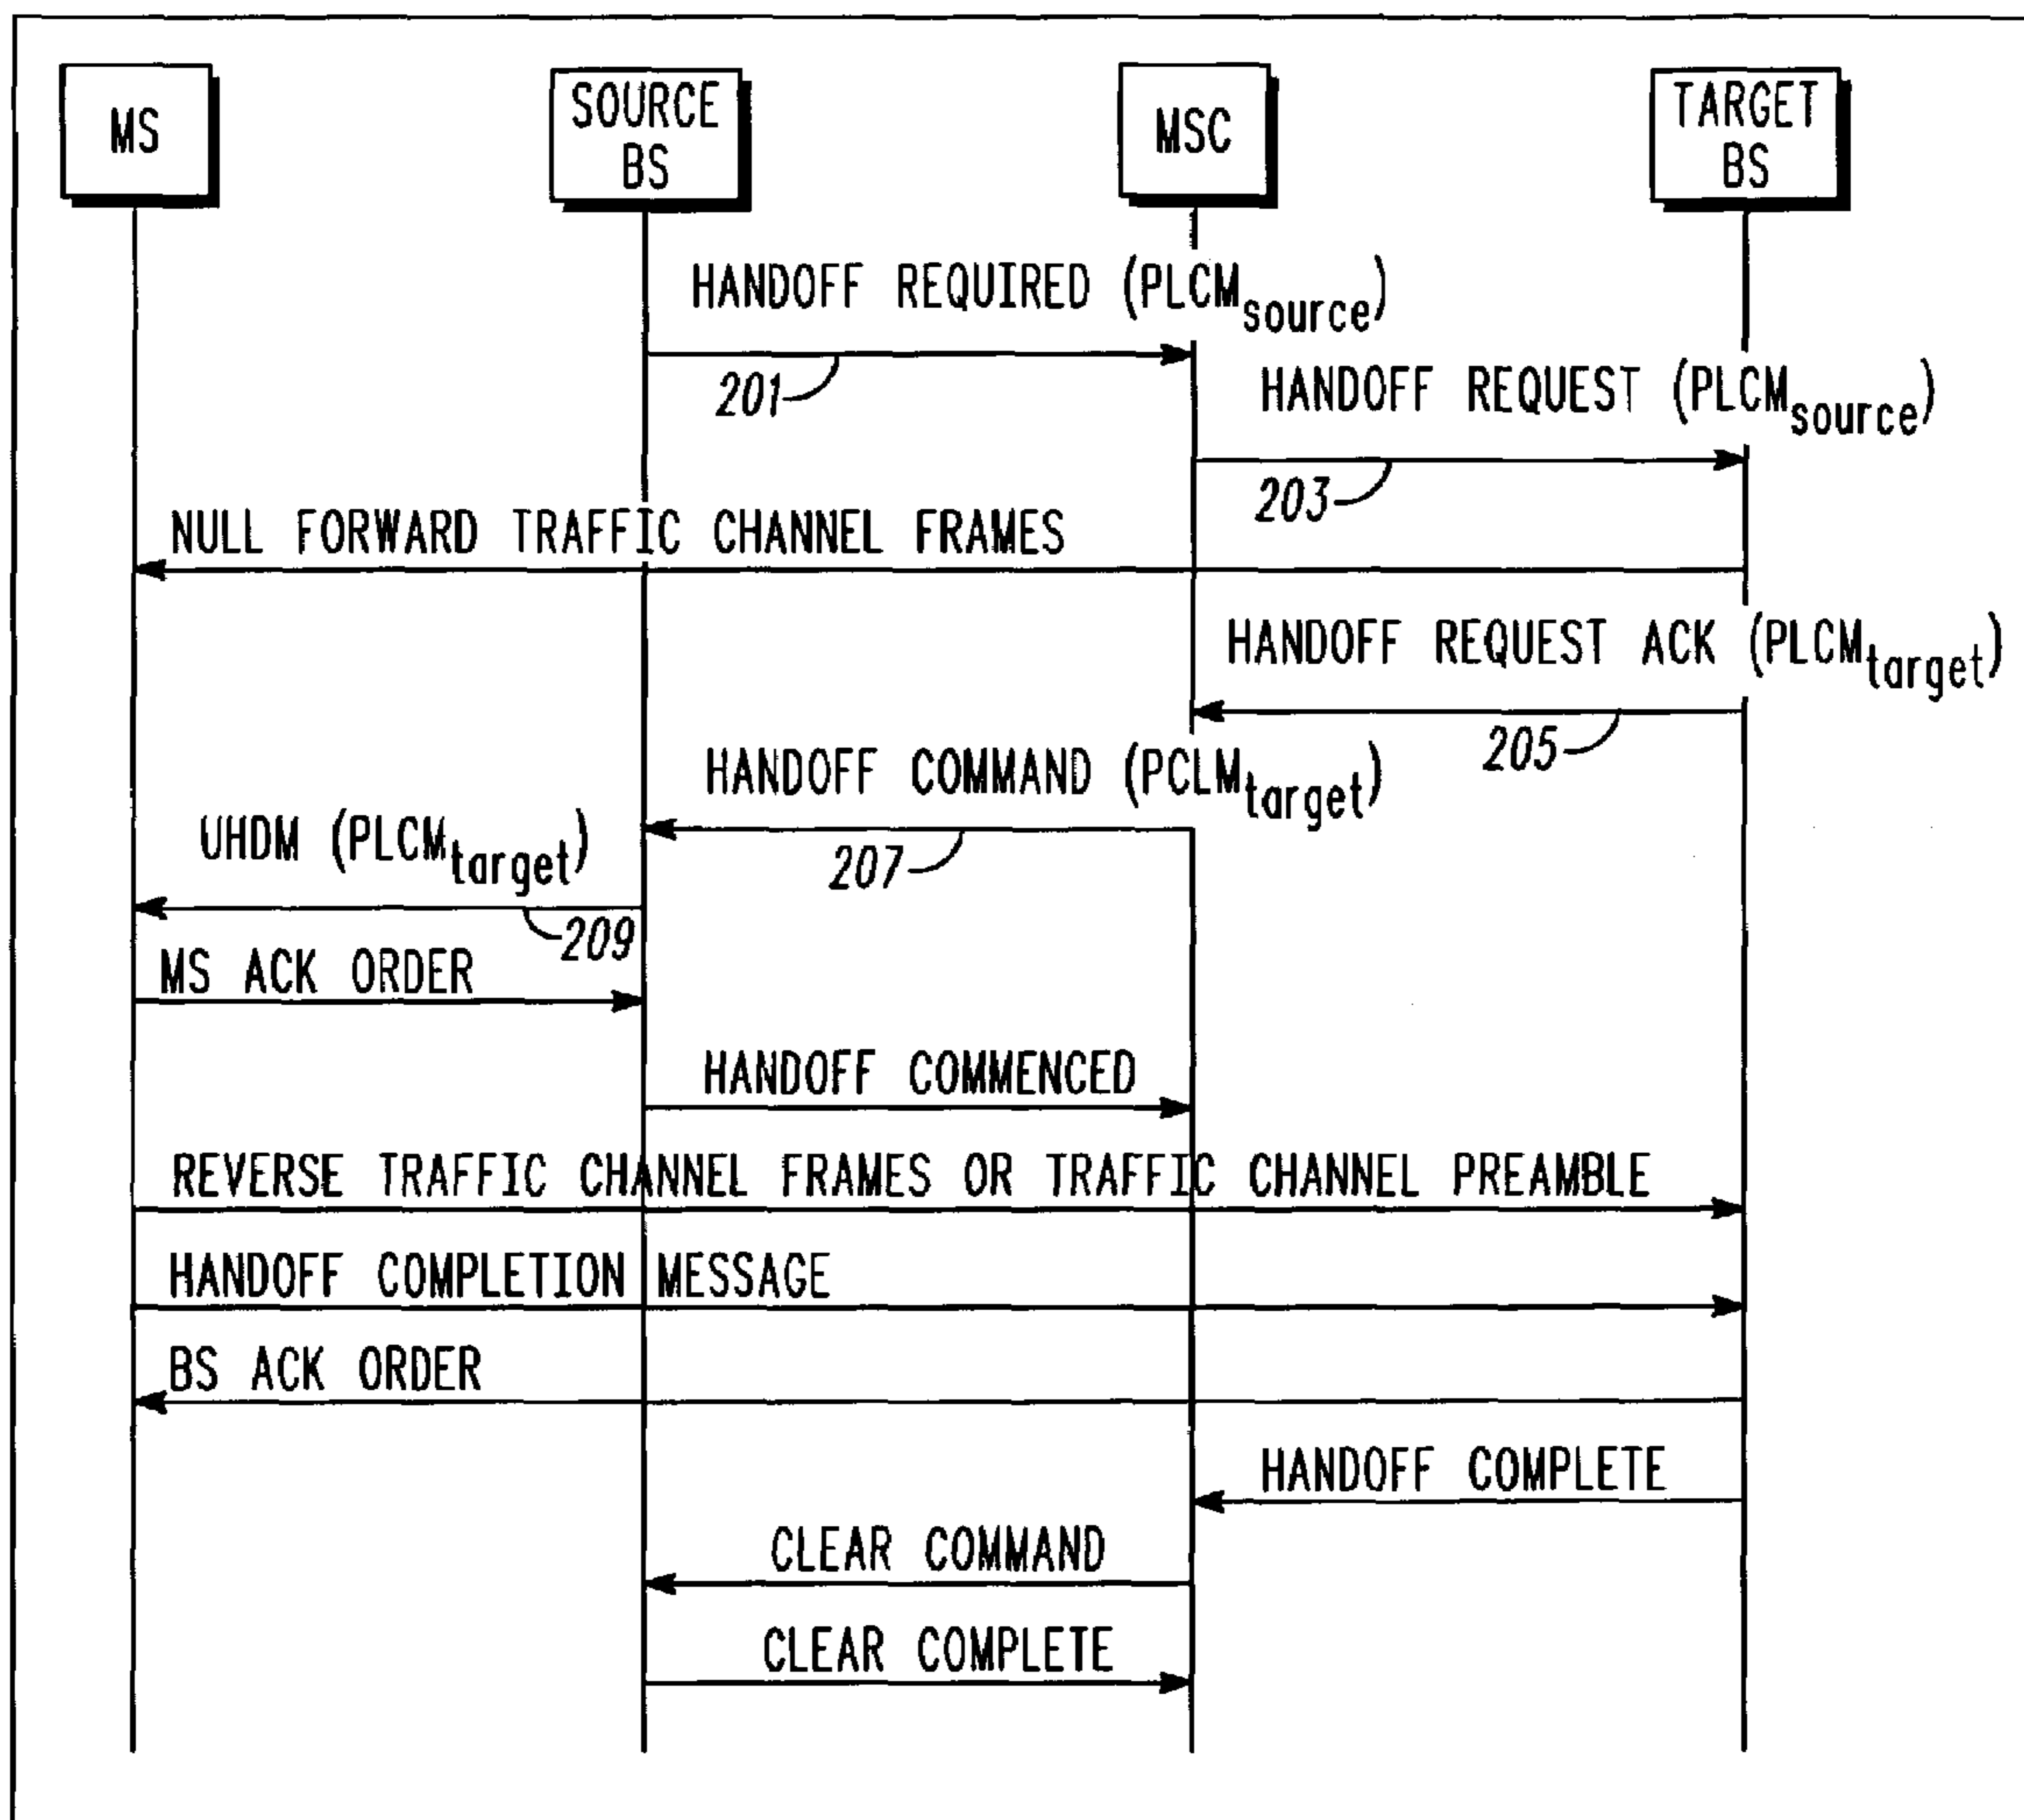 MS
SOURCE
BS
MSC
TARGET
BS
HANDOFF REQUIRED (PLCMsource)
201
HANDOFF REQUEST (PLCMsource)
203
NULL FORWARD TRAFFIC CHANNEL FRAMES
HANDOFF REQUEST ACK (PLCMtarget)
205
HANDOFF COMMAND (PCLMtarget)
207
UHDM (PLCMtarget)
209
MS ACK ORDER
HANDOFF COMMENCED
REVERSE TRAFFIC CHANNEL FRAMES OR TRAFFIC CHANNEL PREAMBLE
HANDOFF COMPLETION MESSAGE
BS ACK ORDER
HANDOFF COMPLETE
CLEAR COMMAND
CLEAR COMPLETE